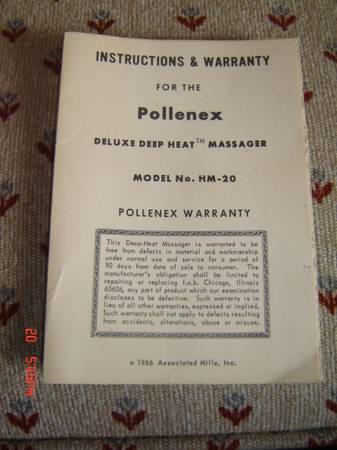 INSTRUCTIONS & WARRANTY
FOR THE
Pollenex
DELUXE DEEP HEAT™ MASSAGER
MODEL No. HM-20
POLLENEX WARRANTY
This Deep-Heat Massager is warranted to be
free from defects in material and workmanship
under normal use and service for a period of
90 days from date of sale to consumer. The
manufacturer's obligation shall be limited to
repairing or replacing f.o.b. Chicago, Illinois
60606, any part of product which our examination
discloses to be defective. Such warranty is in
lieu of all other warranties, expressed or implied.
Such warranty shall not apply to defects resulting
from accidents, alterations, abuse or misuse.
© 1966 Associated Mills, Inc.
20